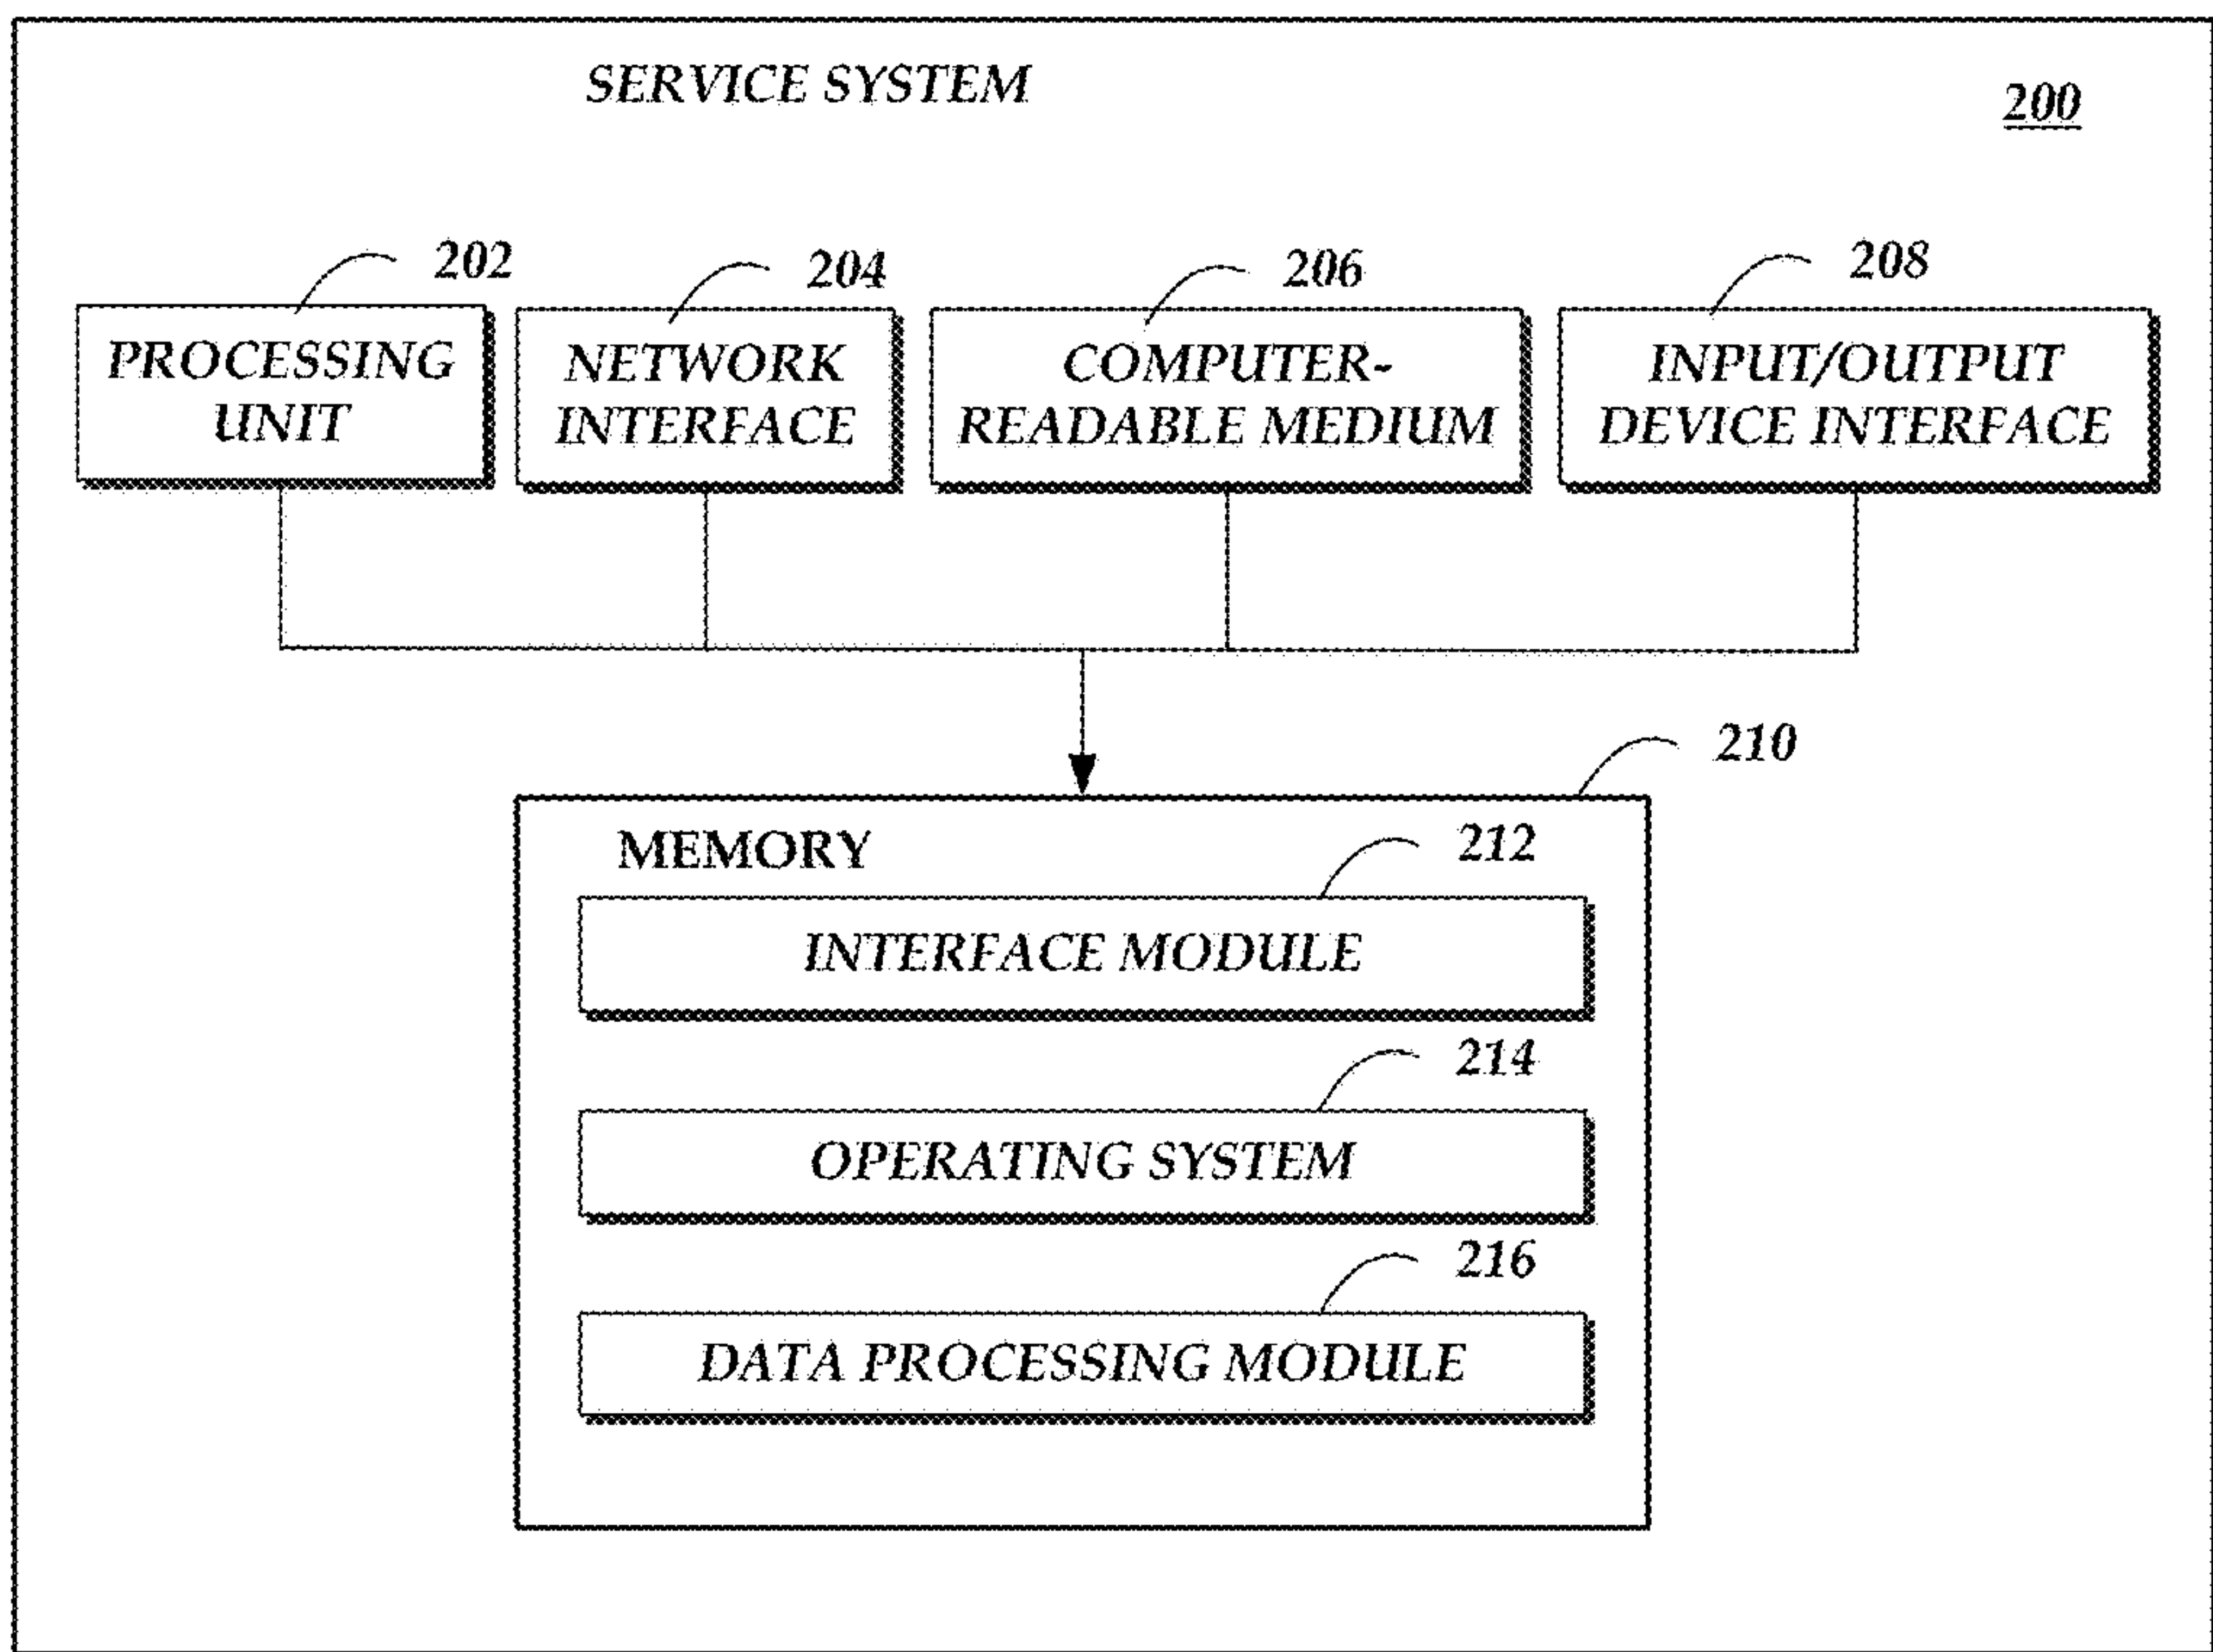 SERVICE SYSTEM
200
202
204
206
208
PROCESSING
UNIT
NETWORK
INTERFACE
COMPUTER-
READABLE MEDIUM
INPUT/OUTPUT
DEVICE INTERFACE
210
MEMORY
212
INTERFACE MODULE
214
OPERATING SYSTEM
216
DATA PROCESSING MODULE